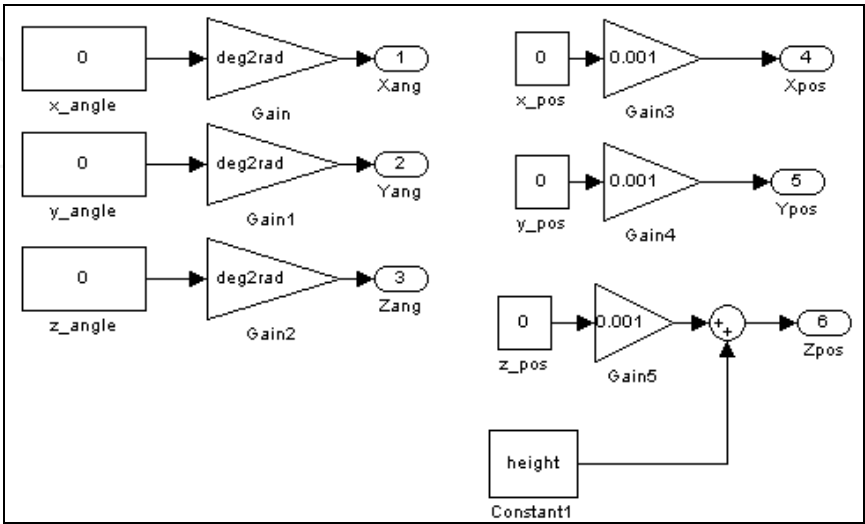 0
deg2rad
1
x_angle
Gain
Xang
0
deg2rad
2
y_angle
Gain1
Yang
0
deg2rad
3
z_angle
Gain2
Zang
0
0.001
4
x_pos
Gain3
Xpos
0
0.001
5
y_pos
Gain4
Ypos
0
0.001
+
+
6
z_pos
Gain5
Zpos
height
Constant1